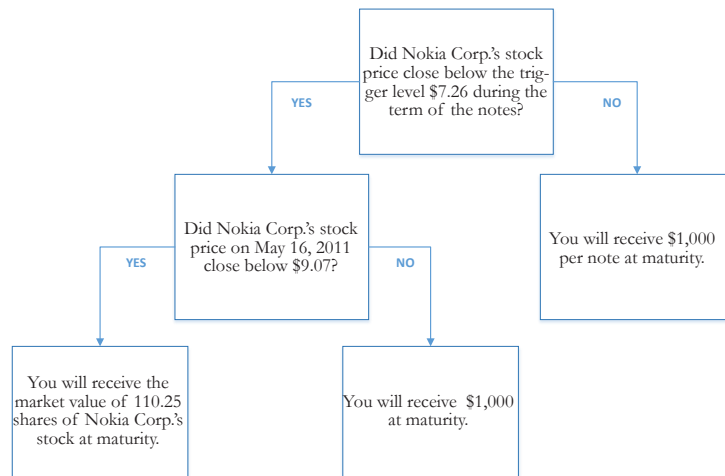 Did Nokia Corp.'s stock
price close below the trig-
ger level $7.26 during the
term of the notes?
YES
NO
Did Nokia Corp.'s stock
price on May 16, 2011
close below $9.07?
You will receive $1,000
per note at maturity.
YES
NO
You will receive the
market value of 110.25
shares of Nokia Corp.'s
stock at maturity.
You will receive $1,000
at maturity.